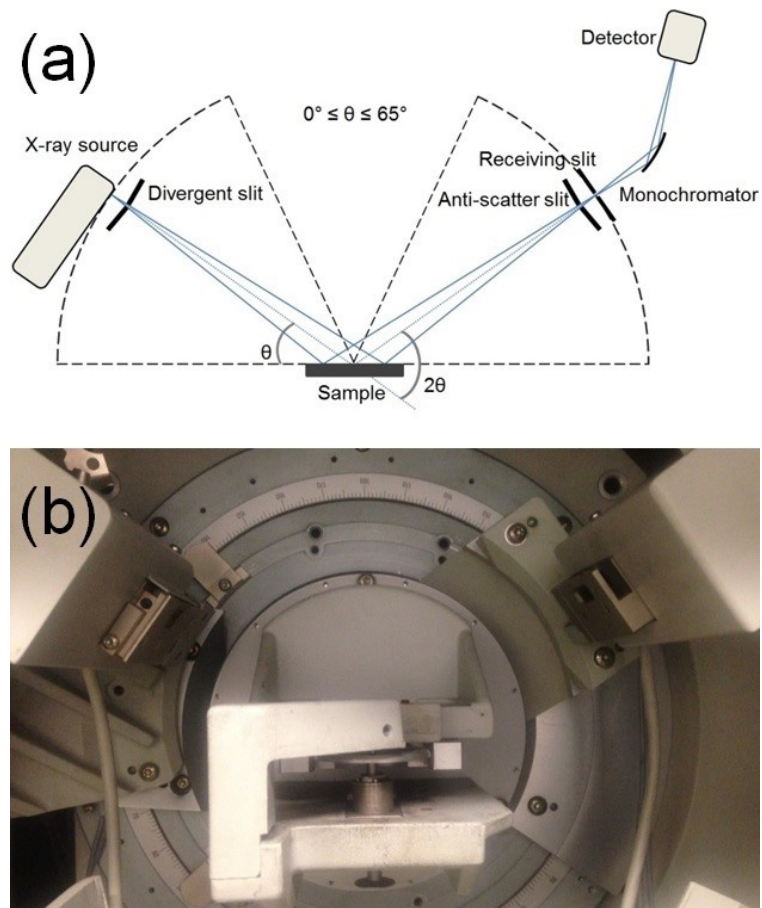 (a)
Detector
0° ≤ θ ≤ 65°
X-ray source
Receiving slit
Divergent slit
Anti-scatter slit
Monochromator
θ
2θ
Sample
(b)